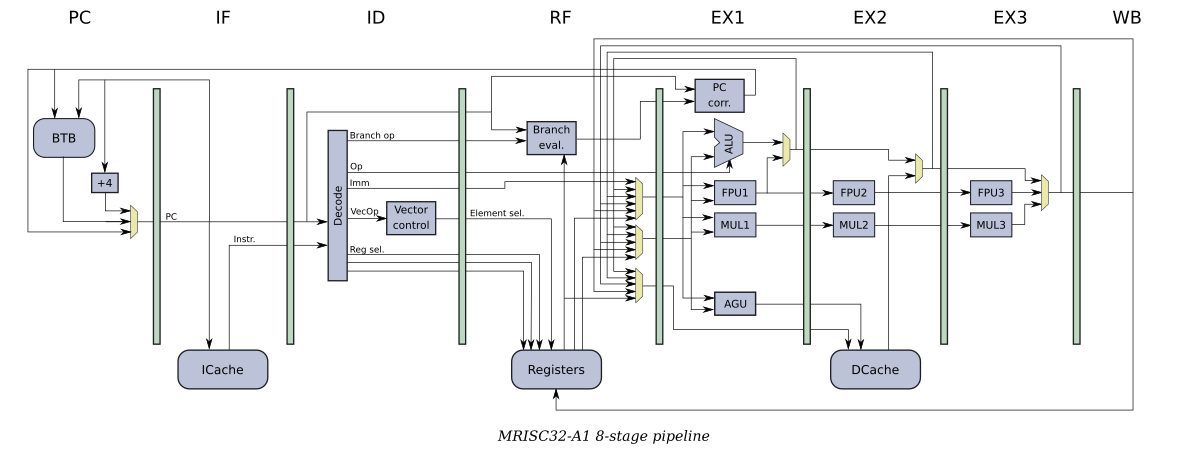 PC IF ID RF EX1 EX2 EX3 WB
PC
corr.
BTB
Branch
eval.
Branch op
ALU
Op
+4
Imm
FPU1 FPU2 FPU3
Decode
VecOp
Vector
control
Element sel.
PC
MUL1 MUL2 MUL3
Instr.
Reg sel.
AGU
ICache Registers DCache
MRISC32-A1 8-stage pipeline